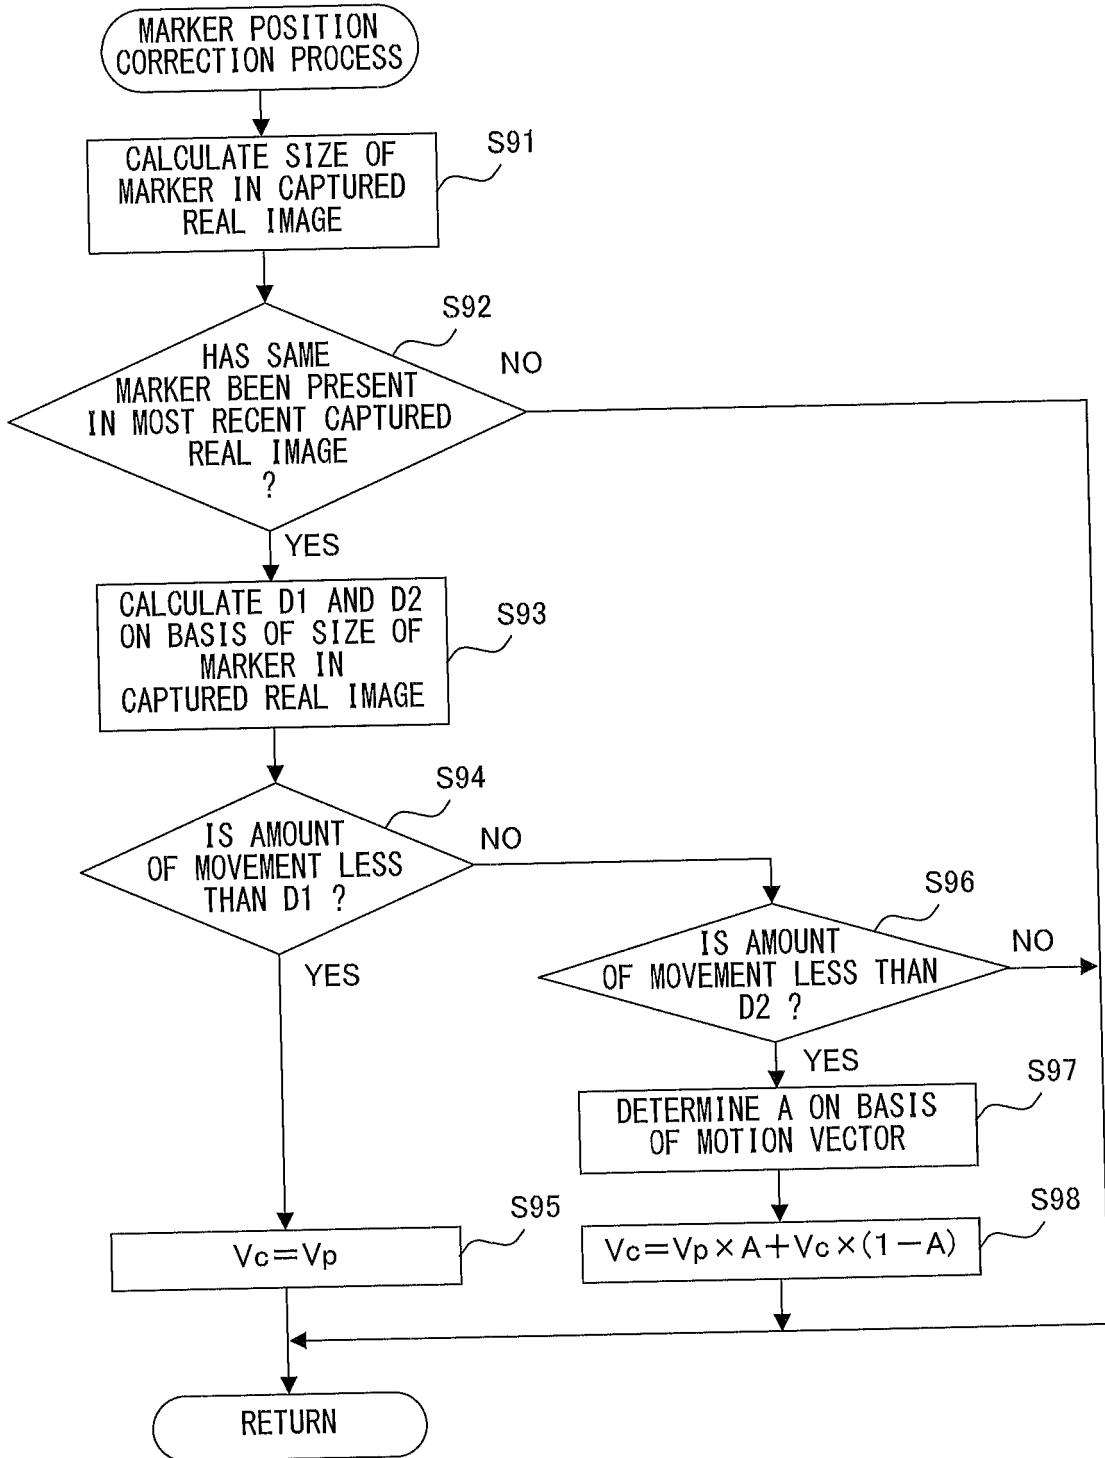 MARKER POSITION
CORRECTION PROCESS
S91
CALCULATE SIZE OF
MARKER IN CAPTURED
REAL IMAGE
S92
HAS SAME
MARKER BEEN PRESENT
IN MOST RECENT CAPTURED
REAL IMAGE
?
NO
YES
S93
CALCULATE D1 AND D2
ON BASIS OF SIZE OF
MARKER IN
CAPTURED REAL IMAGE
S94
IS AMOUNT
OF MOVEMENT LESS
THAN D1 ?
NO
YES
S96
IS AMOUNT
OF MOVEMENT LESS THAN
D2 ?
NO
YES
S97
DETERMINE A ON BASIS
OF MOTION VECTOR
S95
Vc=Vp
S98
Vc=Vp×A+Vc×(1-A)
RETURN